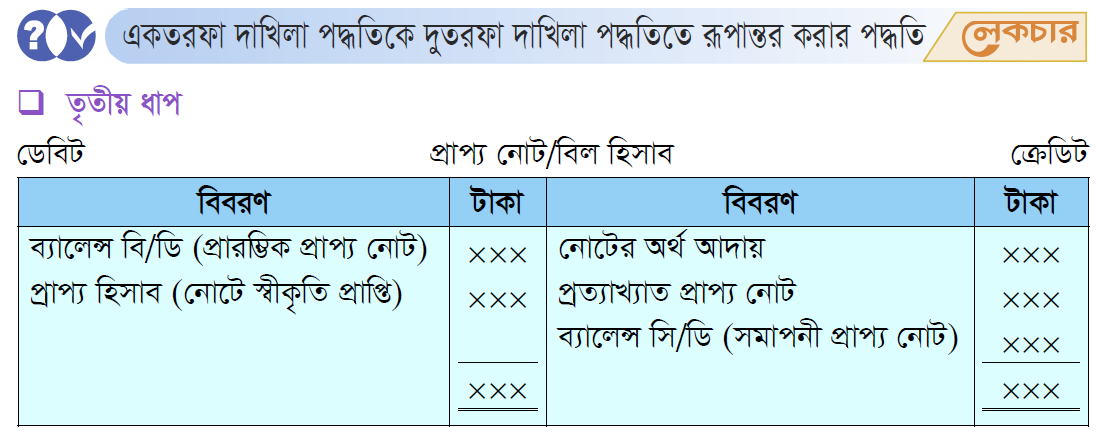 ? একতরফা দাখিলা পদ্ধতিকে দুতরফা দাখিলা পদ্ধতিতে রূপান্তর করার পদ্ধতি লেকচার
❑ তৃতীয় ধাপ
ডেবিট প্রাপ্য নোট/বিল হিসাব ক্রেডিট
বিবরণ টাকা বিবরণ টাকা
ব্যালেন্স বি/ডি (প্রারম্ভিক প্রাপ্য নোট) ××× নোটের অর্থ আদায় ×××
প্রাপ্য হিসাব (নোটে স্বীকৃতি প্রাপ্তি) ××× প্রত্যাখ্যাত প্রাপ্য নোট ×××
ব্যালেন্স সি/ডি (সমাপনী প্রাপ্য নোট) ×××
××× ×××